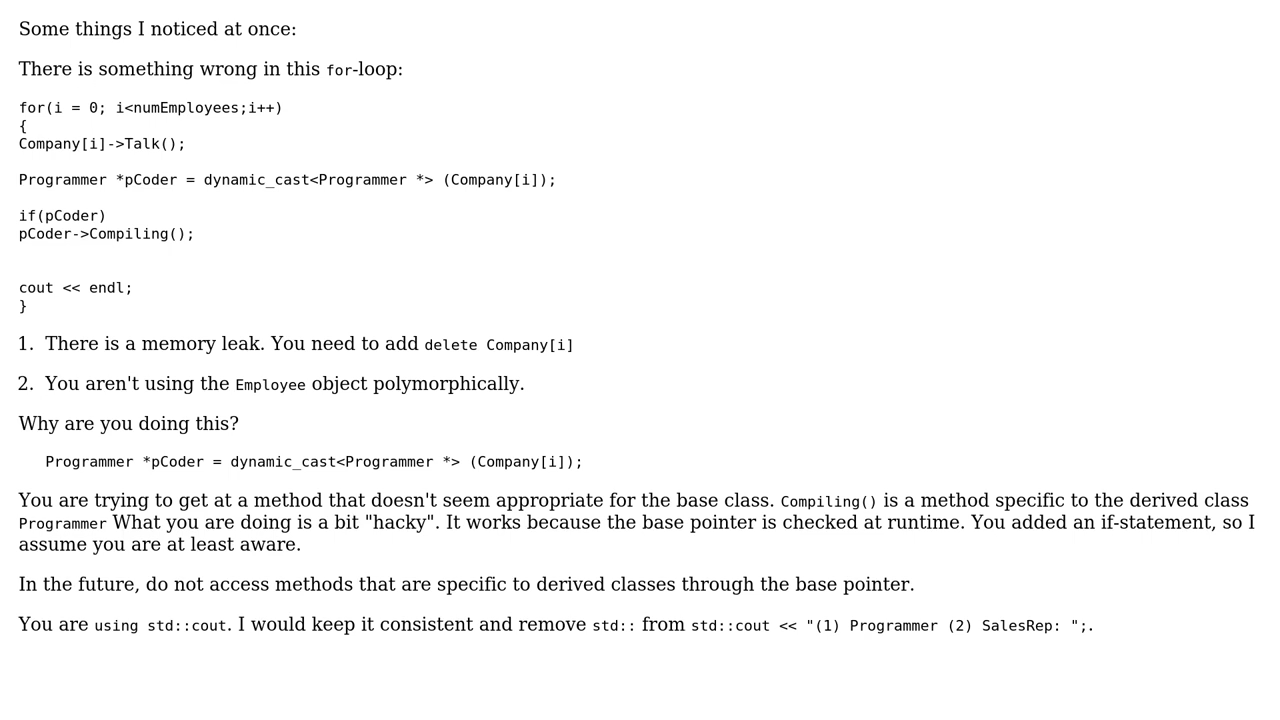 Some things I noticed at once:
There is something wrong in this for-loop:
for(i = 0; i<numEmployees;i++)
{
Company[i]->Talk();
Programmer *pCoder = dynamic_cast<Programmer *> (Company[i]);
if(pCoder)
pCoder->Compiling();
cout << endl;
}
1. There is a memory leak. You need to add delete Company[i]
2. You aren't using the Employee object polymorphically.
Why are you doing this?
Programmer *pCoder = dynamic_cast<Programmer *> (Company[i]);
You are trying to get at a method that doesn't seem appropriate for the base class. Compiling() is a method specific to the derived class
Programmer What you are doing is a bit "hacky". It works because the base pointer is checked at runtime. You added an if-statement, so I
assume you are at least aware.
In the future, do not access methods that are specific to derived classes through the base pointer.
You are using std::cout. I would keep it consistent and remove std:: from std::cout << "(1) Programmer (2) SalesRep: ";.